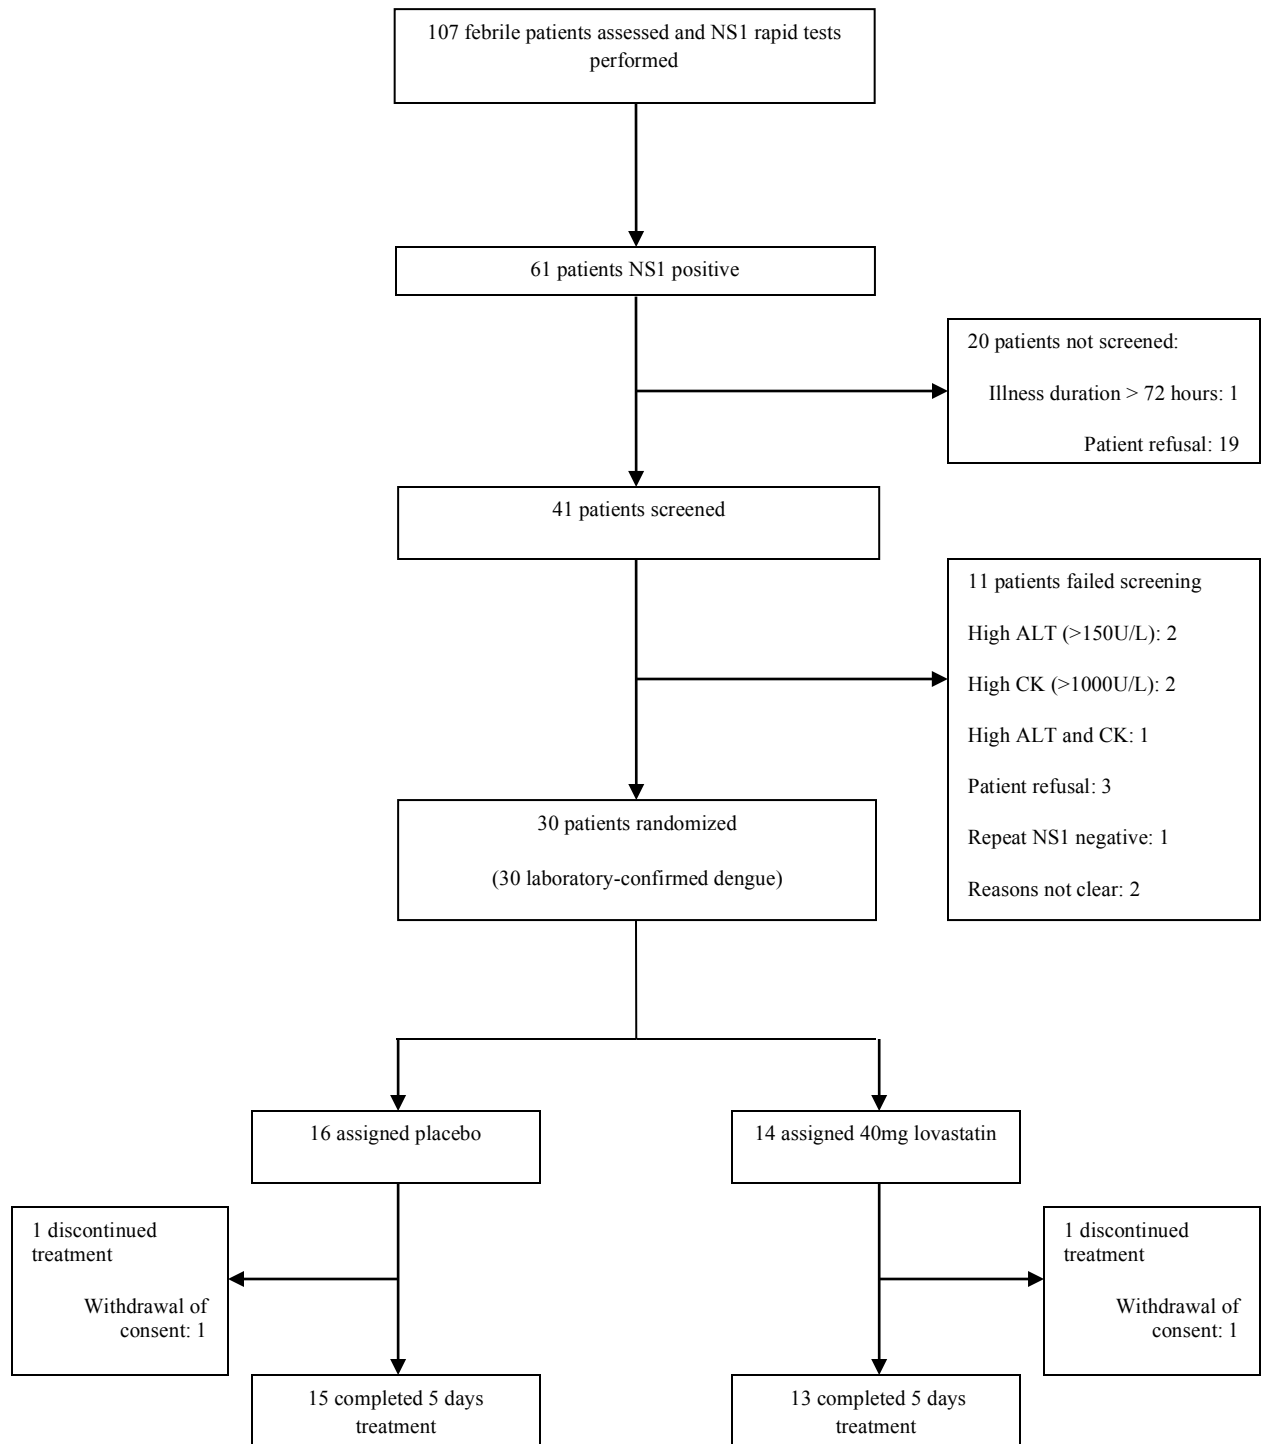 107 febrile patients assessed and NS1 rapid tests
performed
61 patients NS1 positive
20 patients not screened:
Illness duration > 72 hours: 1
Patient refusal: 19
41 patients screened
11 patients failed screening
High ALT (>150U/L): 2
High CK (>1000U/L): 2
High ALT and CK: 1
Patient refusal: 3
Repeat NS1 negative: 1
Reasons not clear: 2
30 patients randomized
(30 laboratory-confirmed dengue)
16 assigned placebo
14 assigned 40mg lovastatin
1 discontinued
treatment
Withdrawal of
consent: 1
1 discontinued
treatment
Withdrawal of
consent: 1
15 completed 5 days
treatment
13 completed 5 days
treatment